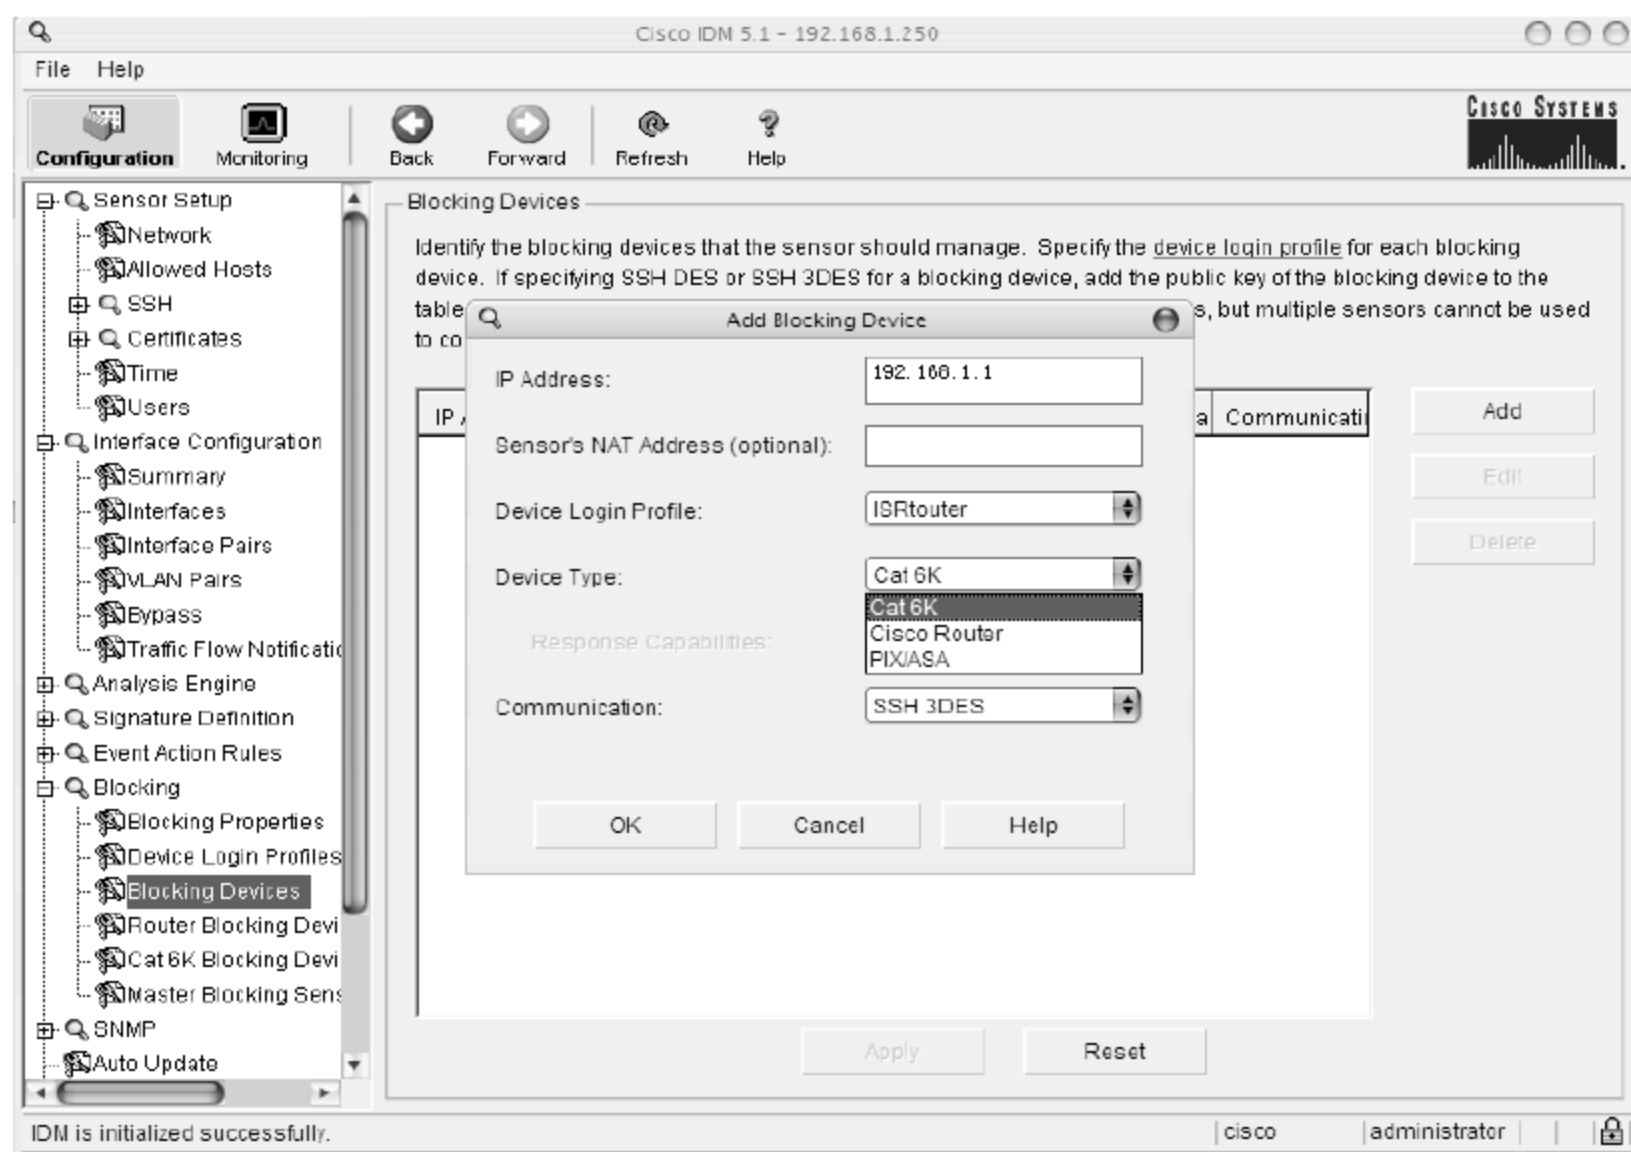 Cisco IDM 5.1 - 192.168.1.250
File Help
Configuration Monitoring Back Forward Refresh Help
CISCO SYSTEMS
Sensor Setup
Network
Allowed Hosts
SSH
Certificates
Time
Users
Interface Configuration
Summary
Interfaces
Interface Pairs
VLAN Pairs
Bypass
Traffic Flow Notificatic
Analysis Engine
Signature Definition
Event Action Rules
Blocking
Blocking Properties
Device Login Profiles
Blocking Devices
Router Blocking Devi
Cat 6K Blocking Devi
Master Blocking Sens
SNMP
Auto Update
Blocking Devices
Identify the blocking devices that the sensor should manage. Specify the device login profile for each blocking
device. If specifying SSH DES or SSH 3DES for a blocking device, add the public key of the blocking device to the
table s, but multiple sensors cannot be used
to co
IP A a Communicati
Add
Edit
Delete
Add Blocking Device
IP Address: 192.168.1.1
Sensor's NAT Address (optional):
Device Login Profile: ISRtouter
Device Type: Cat 6K
Cat 6K
Cisco Router
PIX/ASA
Response Capabilities:
Communication: SSH 3DES
OK Cancel Help
Apply Reset
IDM is initialized successfully. cisco administrator